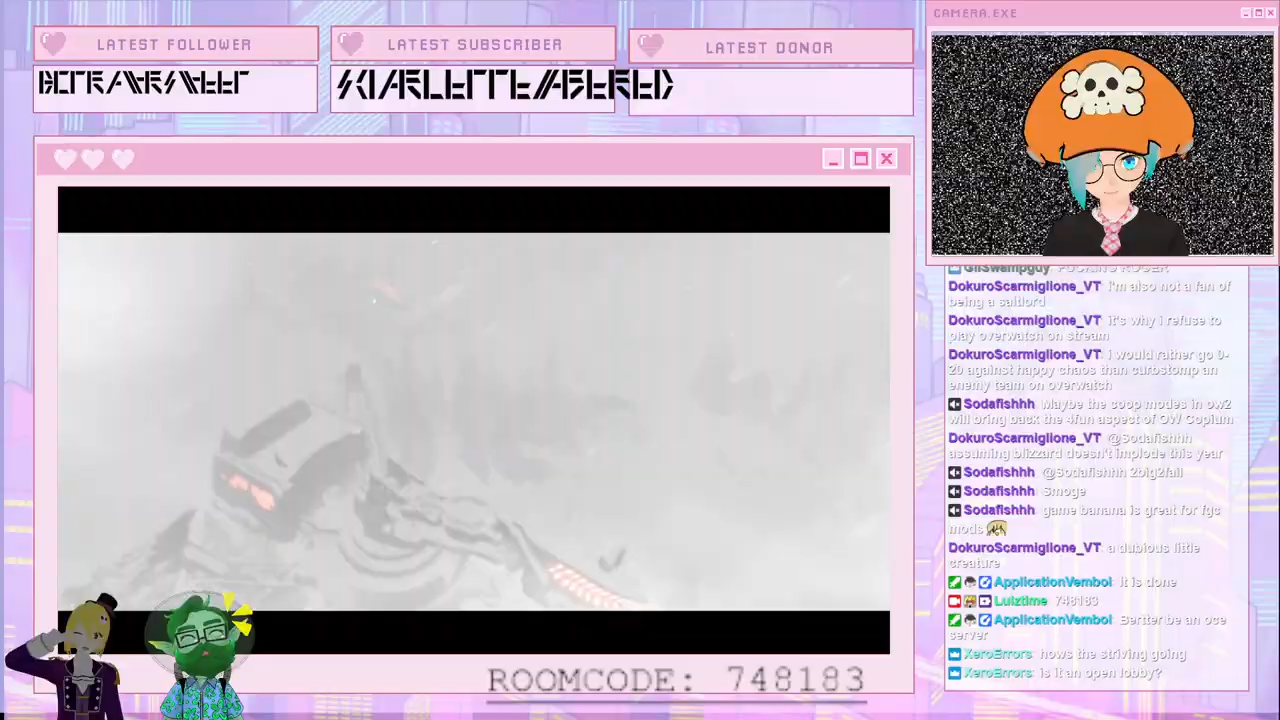 CAMERA.EXE
LATEST FOLLOWER
LATEST SUBSCRIBER
LATEST DONOR
GilSwampguy FUCKING ROGER
DokuroScarmiglione_VT i'm also not a fan of
being a saltlord
DokuroScarmiglione_VT it's why i refuse to
play overwatch on stream
DokuroScarmiglione_VT i would rather go 0-
20 against happy chaos than curbstomp an
enemy team on overwatch
Sodafishhh Maybe the coop modes in ow2
will bring back the 4fun aspect of OW Copium
DokuroScarmiglione_VT @Sodafishhh
assuming blizzard doesn't implode this year
Sodafishhh @Sodafishhh 2big2fail
Sodafishhh Smoge
Sodafishhh game banana is great for fgc
mods
DokuroScarmiglione_VT a dubious little
creature
ApplicationVembol It is done
Luiztime 748183
ApplicationVembol Bertter be an oce
server
XeroErrors hows the striving going
XeroErrors is it an open lobby?
ROOMCODE: 748183